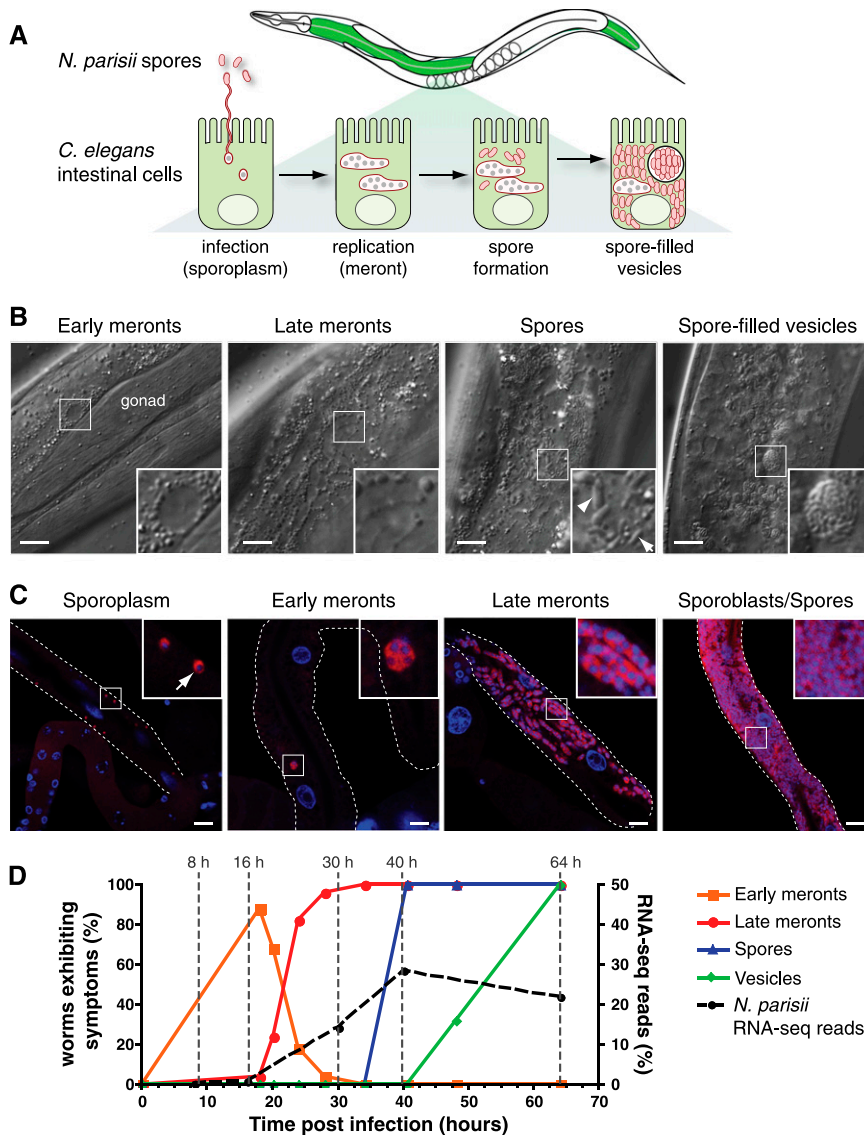 A
N. parisii spores
C. elegans
intestinal cells
infection
(sporoplasm)
replication
(meront)
spore
formation
spore-filled
vesicles
B
Early meronts
Late meronts
Spores
Spore-filled vesicles
gonad
C
Sporoplasm
Early meronts
Late meronts
Sporoblasts/Spores
D
8 h
16 h
30 h
40 h
64 h
worms exhibiting
symptoms (%)
100
80
60
40
20
0
50
40
30
20
10
0
RNA-seq reads
(%)
0
10
20
30
40
50
60
70
Time post infection (hours)
Early meronts
Late meronts
Spores
Vesicles
N. parisii
RNA-seq reads